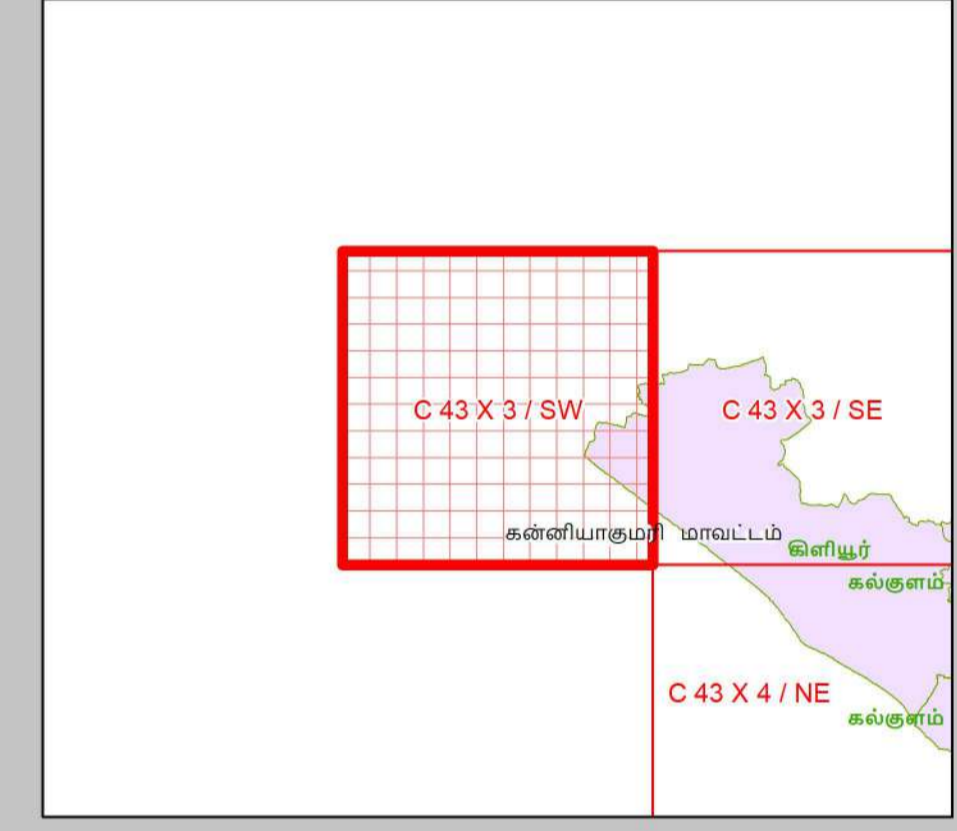 C 43 X 3 / SW
C 43 X 3 / SE
கன்னியாகுமரி மாவட்டம்
கிளியூர்
கல்குளம்
C 43 X 4 / NE
கல்குளம்